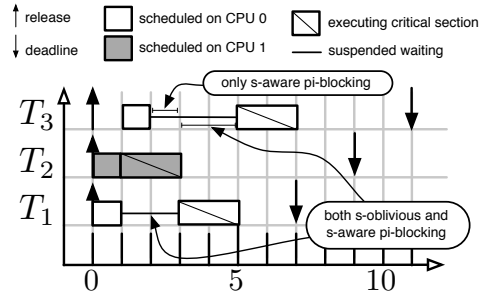 release
scheduled on CPU 0
executing critical section
deadline
scheduled on CPU 1
suspended waiting
only s-aware pi-blocking
T3
T2
T1
both s-oblivious and
s-aware pi-blocking
0
5
10